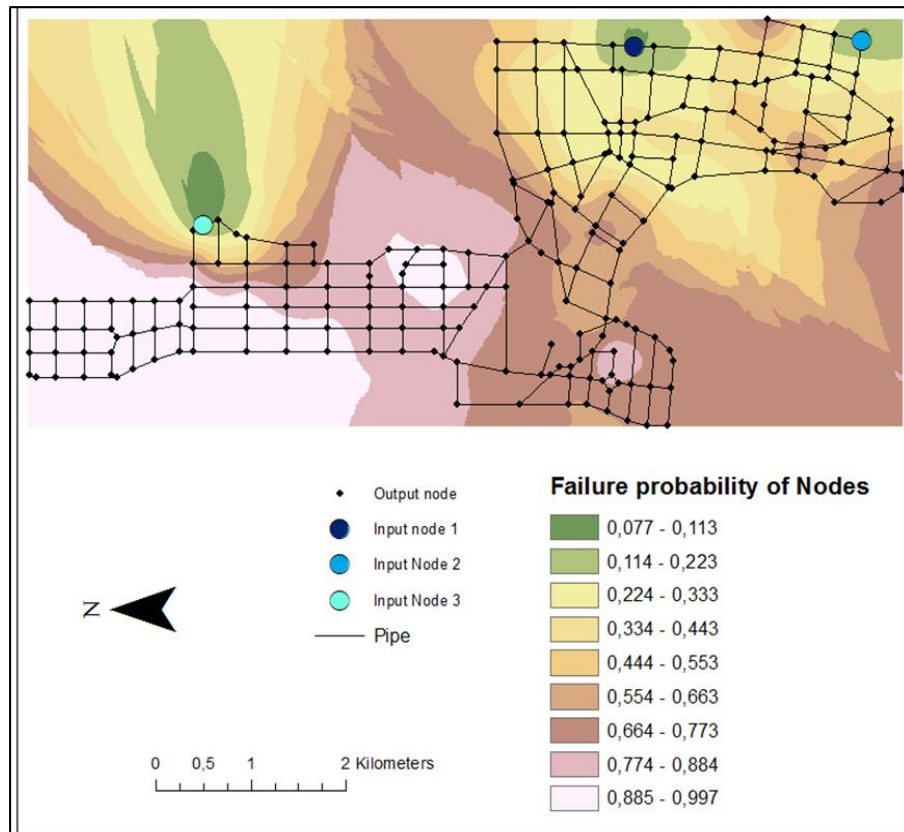 Output node
Input node 1
Input Node 2
Input Node 3
Pipe
N
0 0,5 1 2 Kilometers
Failure probability of Nodes
0,077 - 0,113
0,114 - 0,223
0,224 - 0,333
0,334 - 0,443
0,444 - 0,553
0,554 - 0,663
0,664 - 0,773
0,774 - 0,884
0,885 - 0,997